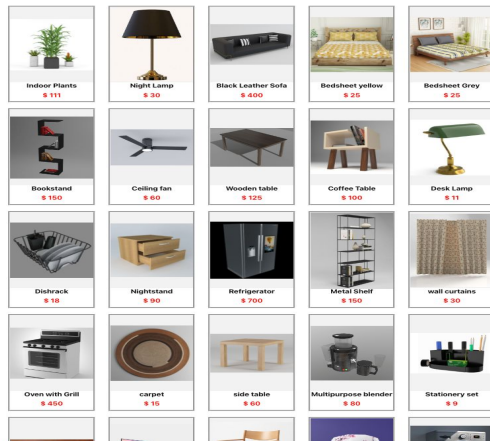 Indoor Plants
$ 111
Night Lamp
$ 30
Black Leather Sofa
$ 400
Bedsheet yellow
$ 25
Bedsheet Grey
$ 25
Bookstand
$ 150
Ceiling fan
$ 60
Wooden table
$ 125
Coffee Table
$ 100
Desk Lamp
$ 11
Dishrack
$ 18
Nightstand
$ 90
Refrigerator
$ 700
Metal Shelf
$ 150
wall curtains
$ 30
Oven with Grill
$ 450
carpet
$ 15
side table
$ 60
Multipurpose blender
$ 80
Stationery set
$ 9